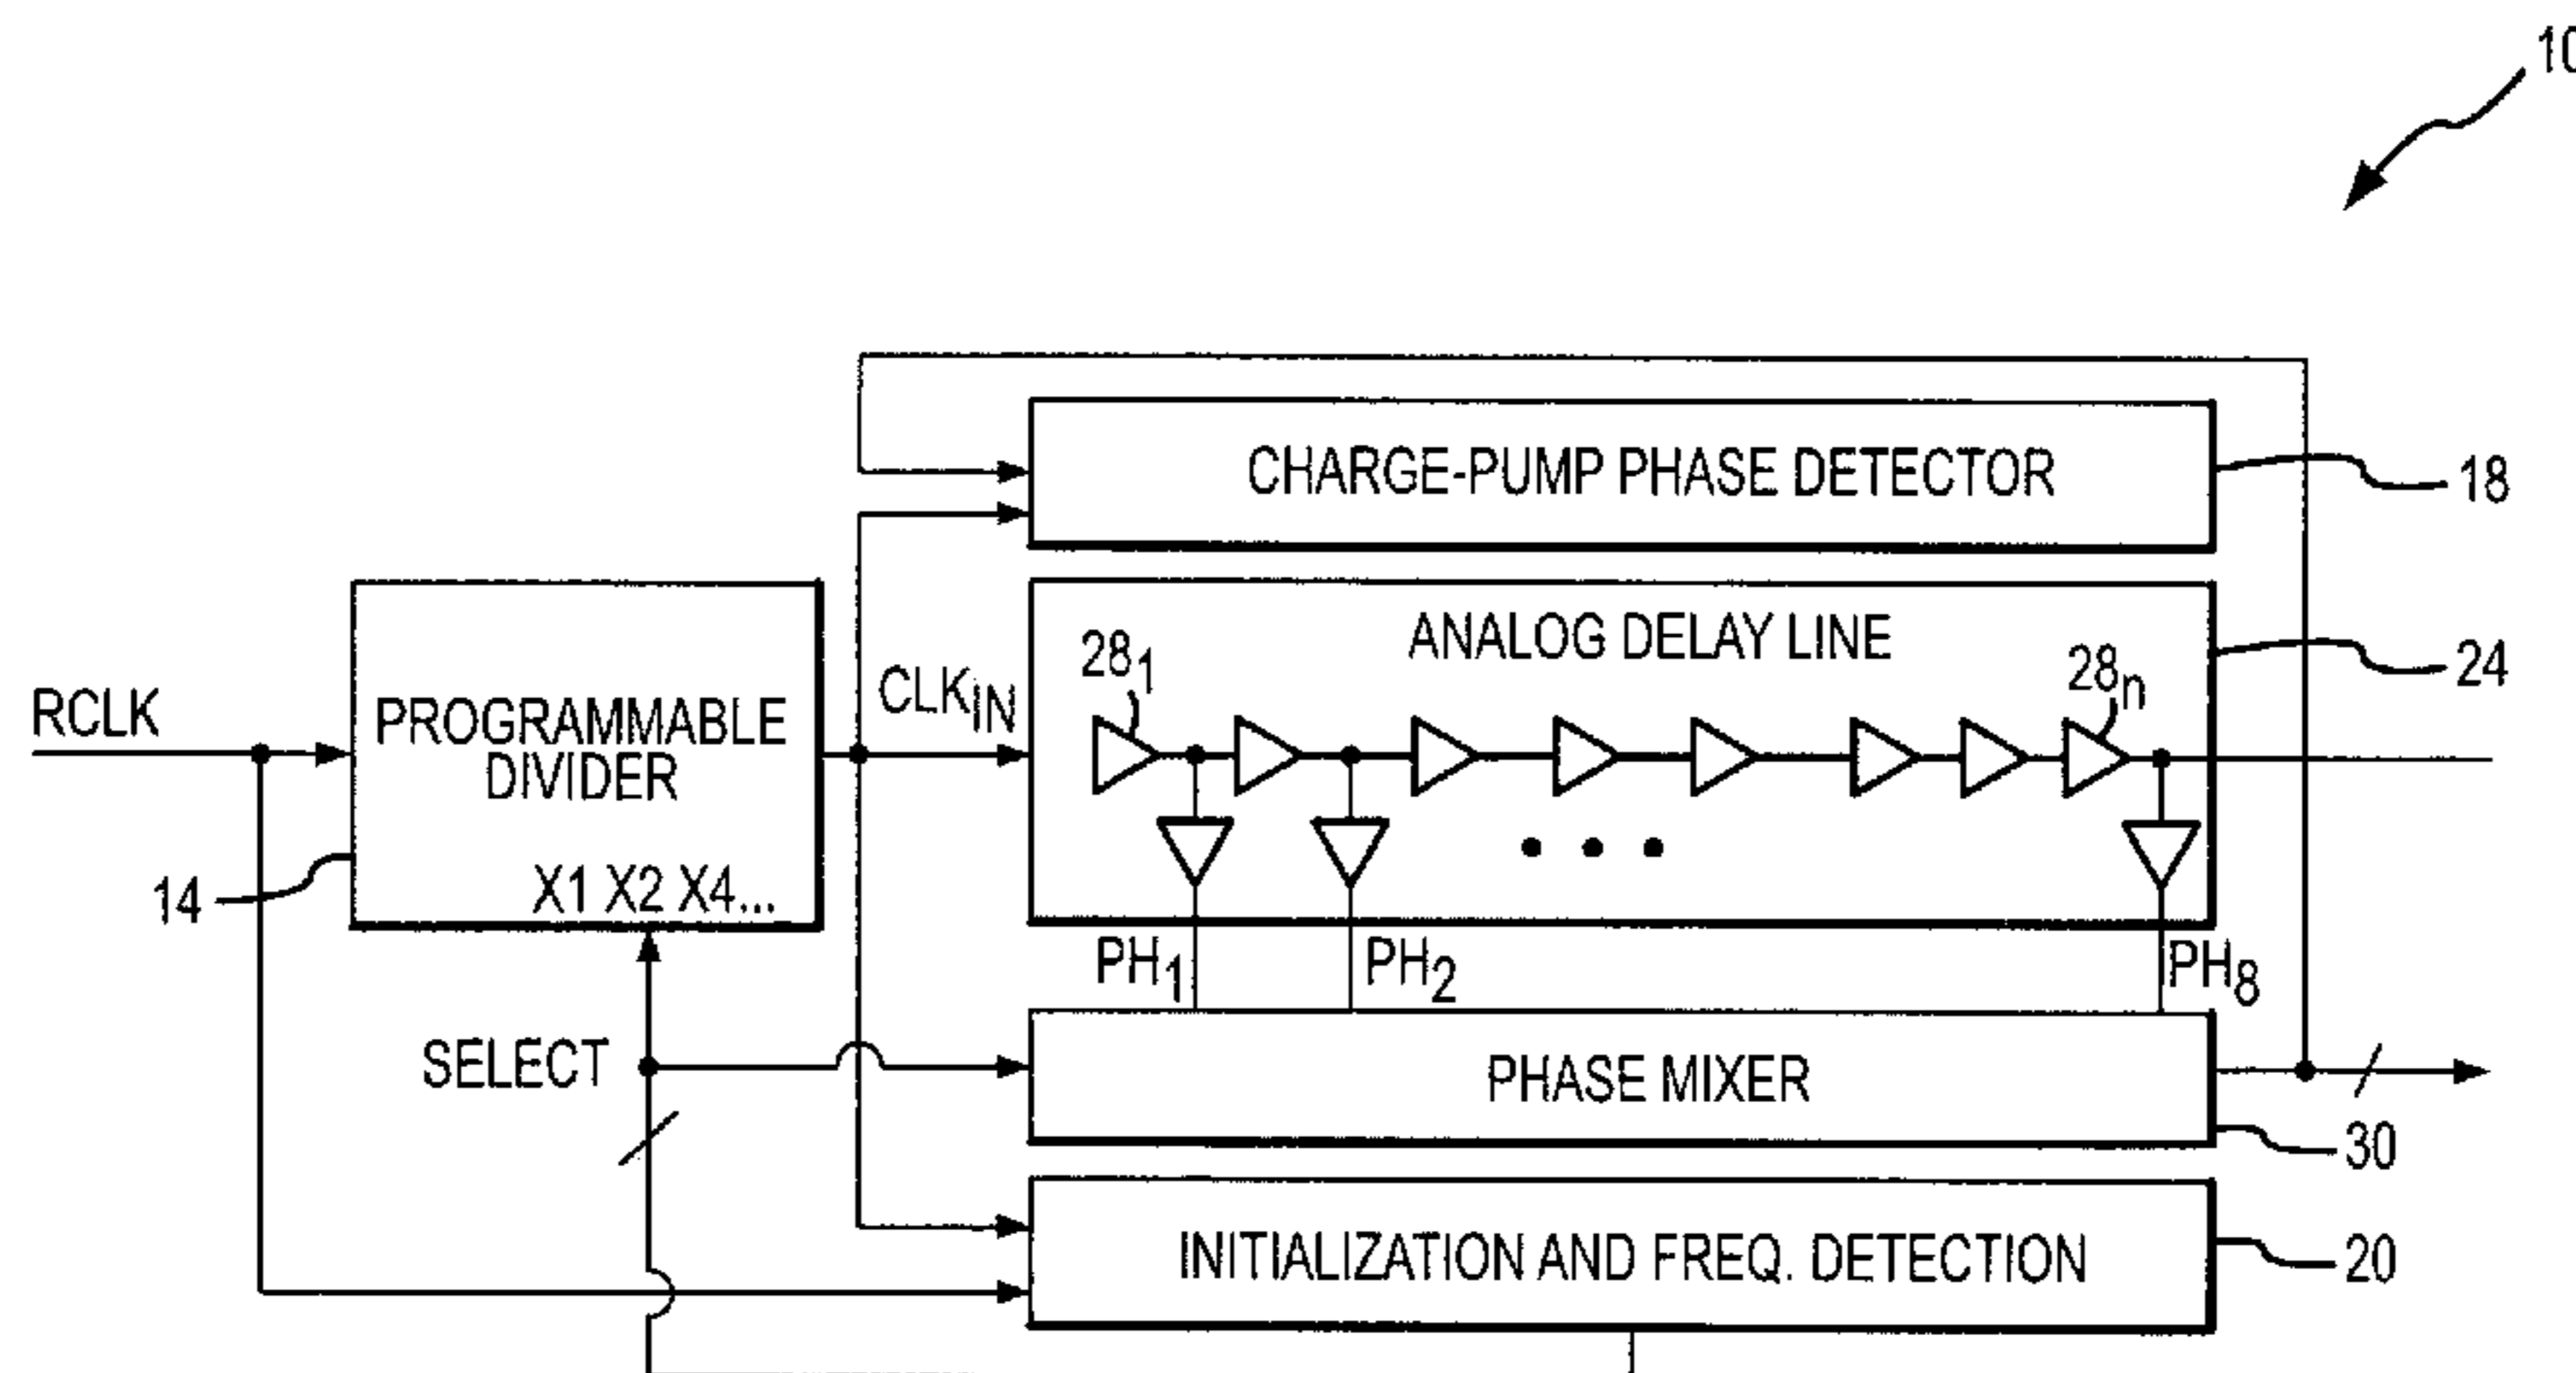 10
CHARGE-PUMP PHASE DETECTOR
18
ANALOG DELAY LINE
28₁
28ₙ
24
RCLK
PROGRAMMABLE
DIVIDER
X1 X2 X4...
14
CLK_IN
PH₁
PH₂
PH₈
SELECT
PHASE MIXER
30
INITIALIZATION AND FREQ. DETECTION
20